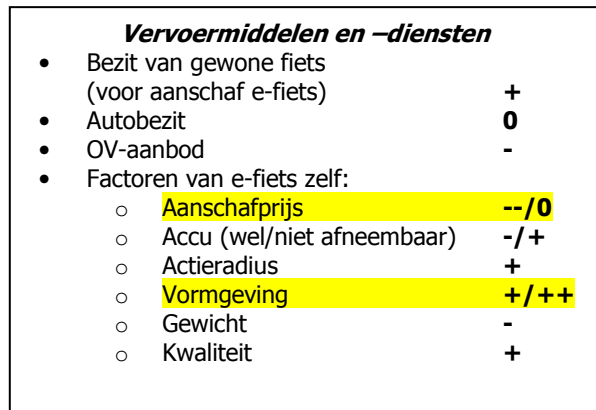 Vervoermiddelen en –diensten
• Bezit van gewone fiets
(voor aanschaf e-fiets) +
• Autobezit 0
• OV-aanbod -
• Factoren van e-fiets zelf:
o Aanschafprijs --/0
o Accu (wel/niet afneembaar) -/+
o Actieradius +
o Vormgeving +/++
o Gewicht -
o Kwaliteit +